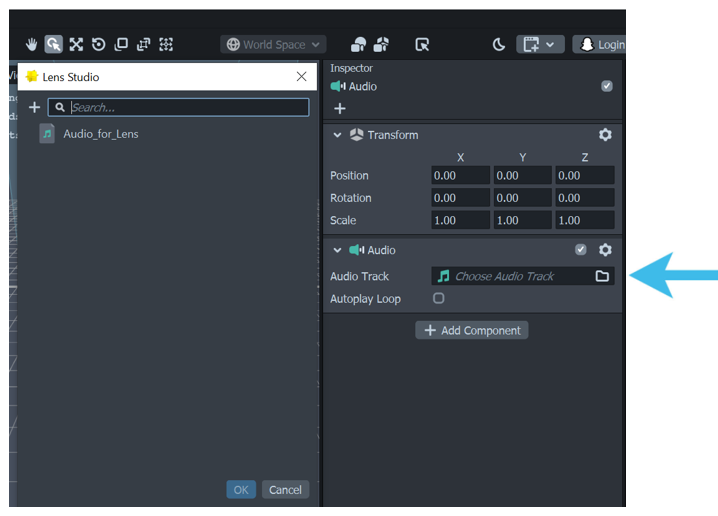 World Space
Login
Lens Studio
Search...
Audio_for_Lens
OK
Cancel
Inspector
Audio
Transform
X Y Z
Position 0.00 0.00 0.00
Rotation 0.00 0.00 0.00
Scale 1.00 1.00 1.00
Audio
Audio Track Choose Audio Track
Autoplay Loop
Add Component